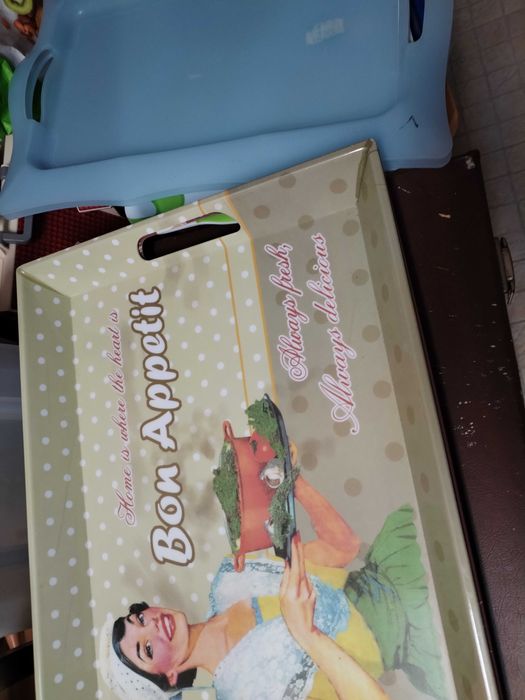 Home is where the heart is
Bon Appetit
Always fresh,
Always delicious